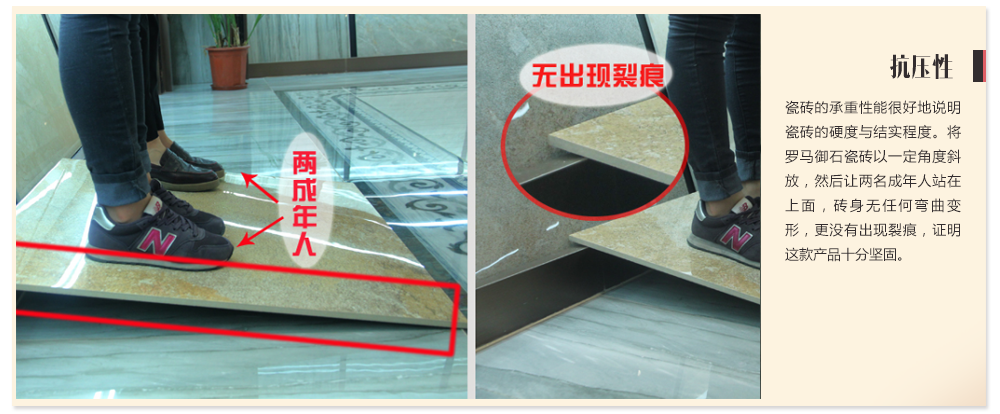 两成年人
无出现裂痕
抗压性
瓷砖的承重性能很好地说明
瓷砖的硬度与结实程度。将
罗马御石瓷砖以一定角度斜
放，然后让两名成年人站在
上面，砖身无任何弯曲变
形，更没有出现裂痕，证明
这款产品十分坚固。
N
N